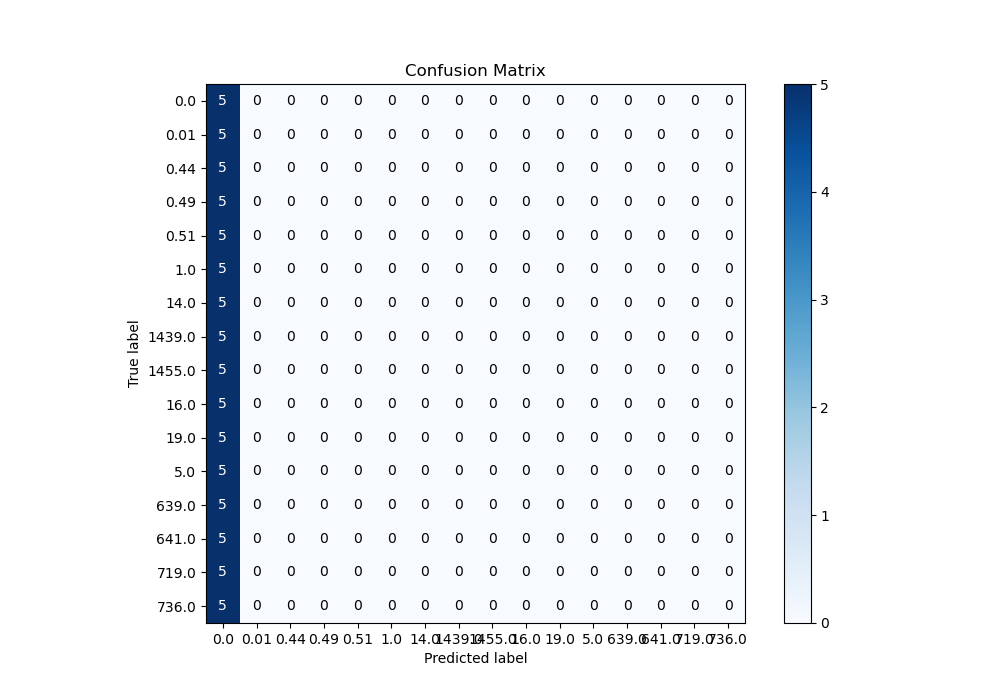 Confusion Matrix
True label
0.0 5 0 0 0 0 0 0 0 0 0 0 0 0 0 0 0
0.01 5 0 0 0 0 0 0 0 0 0 0 0 0 0 0 0
0.44 5 0 0 0 0 0 0 0 0 0 0 0 0 0 0 0
0.49 5 0 0 0 0 0 0 0 0 0 0 0 0 0 0 0
0.51 5 0 0 0 0 0 0 0 0 0 0 0 0 0 0 0
1.0 5 0 0 0 0 0 0 0 0 0 0 0 0 0 0 0
14.0 5 0 0 0 0 0 0 0 0 0 0 0 0 0 0 0
1439.0 5 0 0 0 0 0 0 0 0 0 0 0 0 0 0 0
1455.0 5 0 0 0 0 0 0 0 0 0 0 0 0 0 0 0
16.0 5 0 0 0 0 0 0 0 0 0 0 0 0 0 0 0
19.0 5 0 0 0 0 0 0 0 0 0 0 0 0 0 0 0
5.0 5 0 0 0 0 0 0 0 0 0 0 0 0 0 0 0
639.0 5 0 0 0 0 0 0 0 0 0 0 0 0 0 0 0
641.0 5 0 0 0 0 0 0 0 0 0 0 0 0 0 0 0
719.0 5 0 0 0 0 0 0 0 0 0 0 0 0 0 0 0
736.0 5 0 0 0 0 0 0 0 0 0 0 0 0 0 0 0
0.0 0.01 0.44 0.49 0.51 1.0 14.0 1439.0 1455.0 16.0 19.0 5.0 639.0 641.0 719.0 736.0
Predicted label
5
4
3
2
1
0